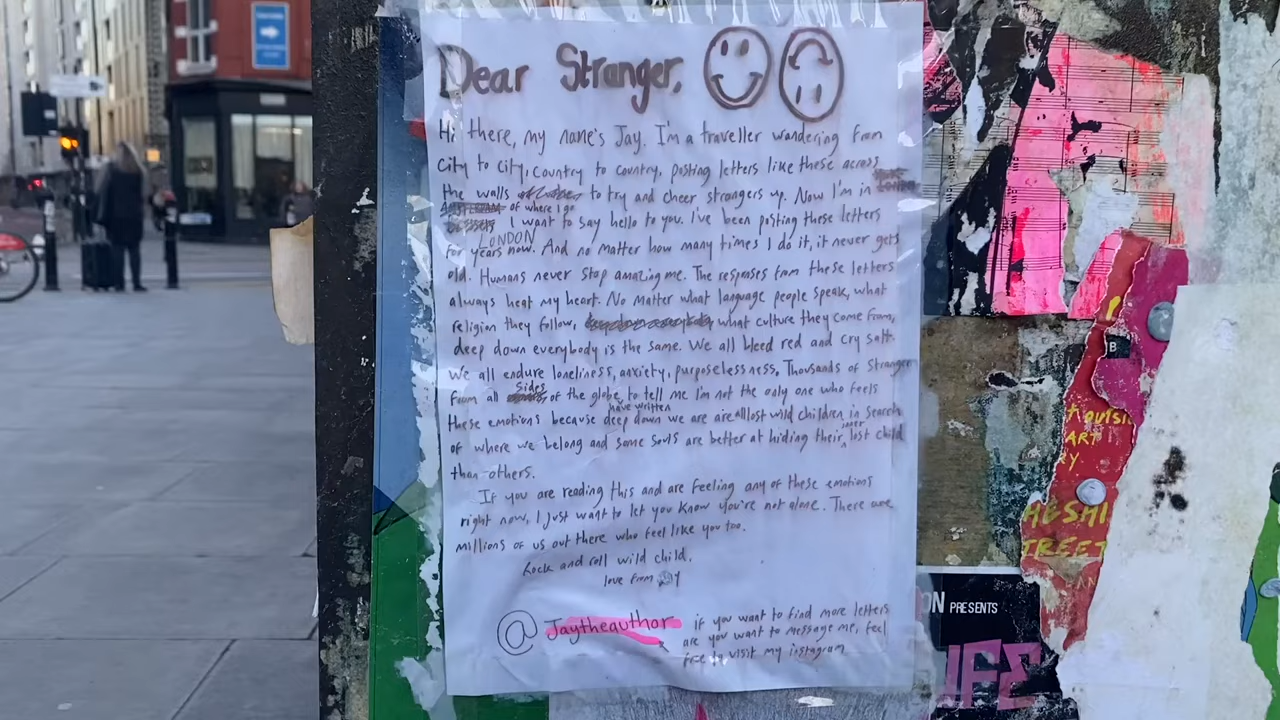 Dear Stranger,
Hi there, my name's Jay. I'm a traveller wandering from
City to City, country to country, posting letters like these across
the walls of where I go to try and cheer strangers up. Now I'm in
LONDON I want to say hello to you. I've been posting these letters
for years now. And no matter how many times I do it, it never gets
old. Humans never stop amazing me. The respnses from these letters
always heat my heart. No Matter what language people speak, what
religion they follow, what culture they come from,
deep down everybody is the same. We all bleed red and cry salt.
We all endure loneliness, anxiety, purposelessness. Thousands of Stranger
from all sides of the globe have written to tell me I'm not the only one who feels
these emotions because deep down we are are all lost wild children in search
of where we belong and some souls are better at hiding their inner lost child
than others.
If you are reading this and are feeling any of these emotions
right now, I just want to let you know you're not alone. There are
millions of us out there who feel like you too.
Rock and roll wild child.
love from Jay
@Jaytheauthor
if you want to find more letters
are you want to message me, feel
free to visit my instagram
B
ART
ON PRESENTS
IFE